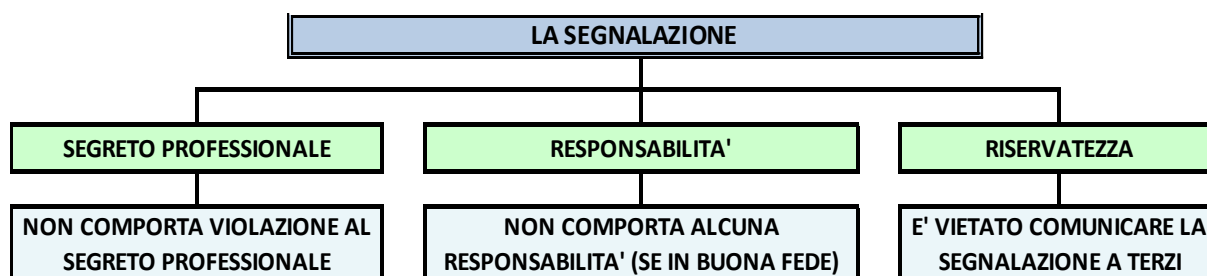 LA SEGNALAZIONE
SEGRETO PROFESSIONALE
RESPONSABILITA'
RISERVATEZZA
NON COMPORTA VIOLAZIONE AL
SEGRETO PROFESSIONALE
NON COMPORTA ALCUNA
RESPONSABILITA' (SE IN BUONA FEDE)
E' VIETATO COMUNICARE LA
SEGNALAZIONE A TERZI